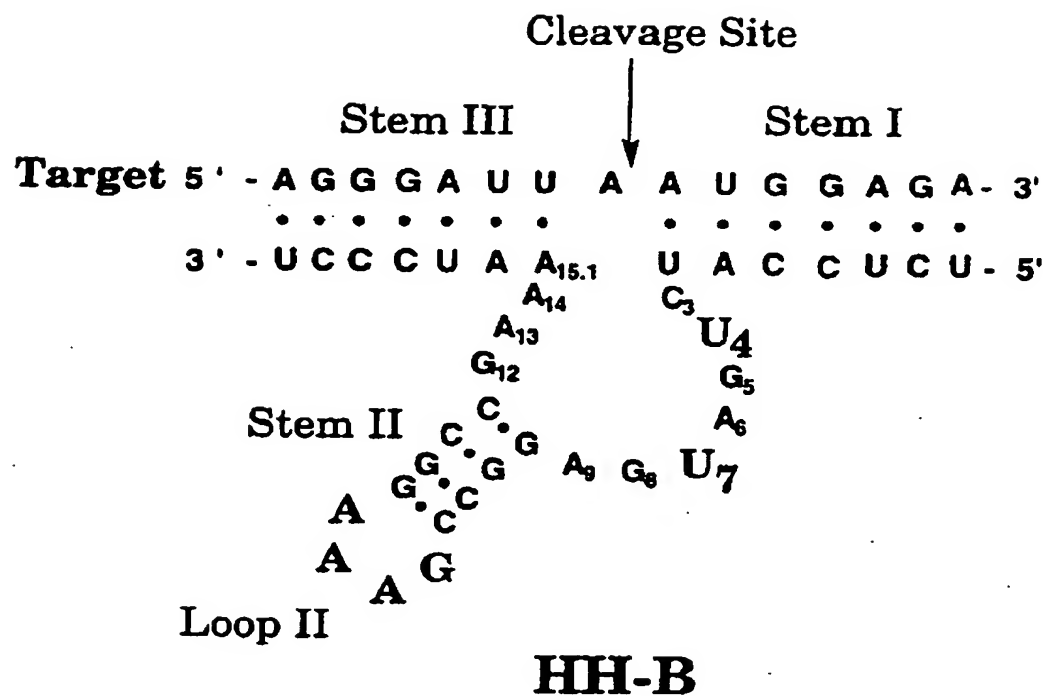 Cleavage Site
Stem III Stem I
Target 5' - A G G G A U U A A U G G A G A - 3'
3' - U C C C U A A15.1 U A C C U C U - 5'
A14 C3
A13 U4
G12 G5
C A6
Stem II C G
G G A9 G8 U7
G C
A C
A G
A
Loop II
HH-B